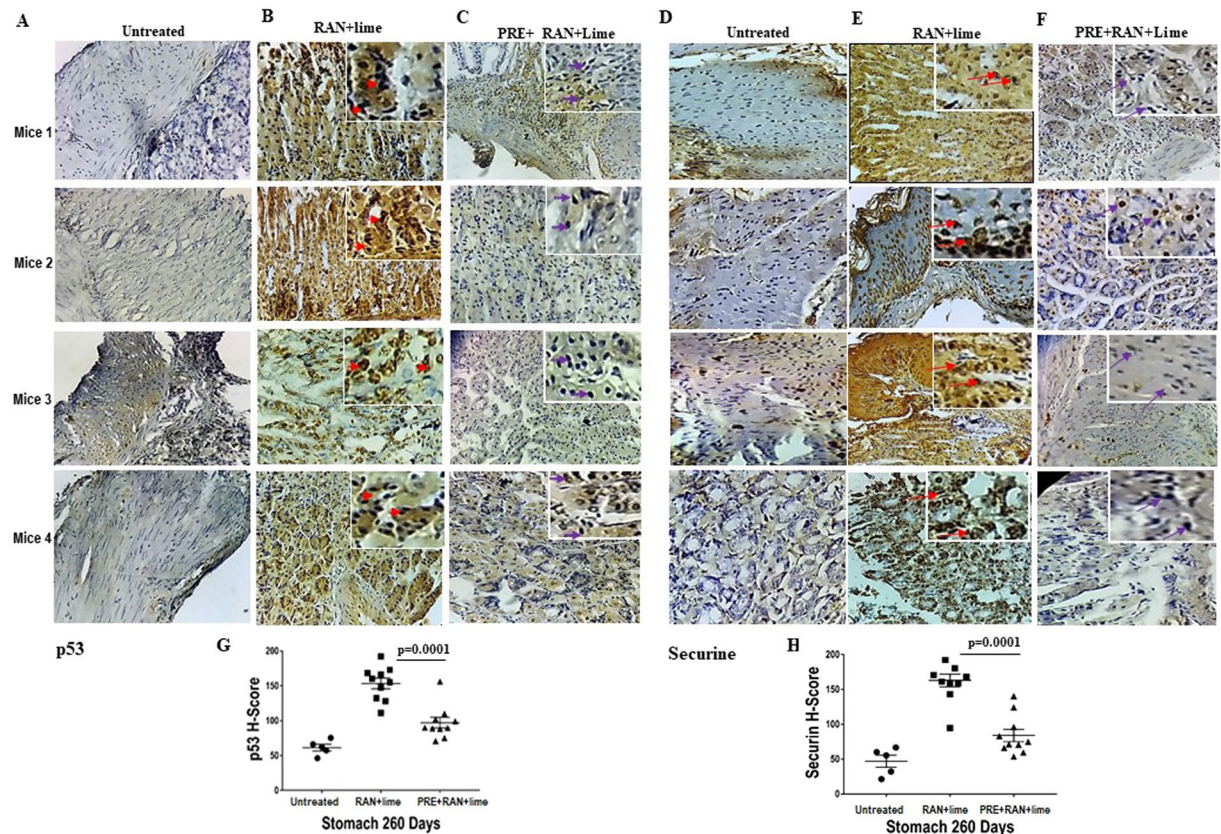 A
B
C
D
E
F
Untreated
RAN+lime
PRE+ RAN+Lime
Untreated
RAN+lime
PRE+RAN+Lime
Mice 1
Mice 2
Mice 3
Mice 4
p53
G
p=0.0001
200
150
100
50
0
p53 H-Score
Untreated
RAN+lime
PRE+RAN+lime
Stomach 260 Days
Securine
H
p=0.0001
200
150
100
50
0
Securin H-Score
Untreated
RAN+lime
PRE+RAN+lime
Stomach 260 Days